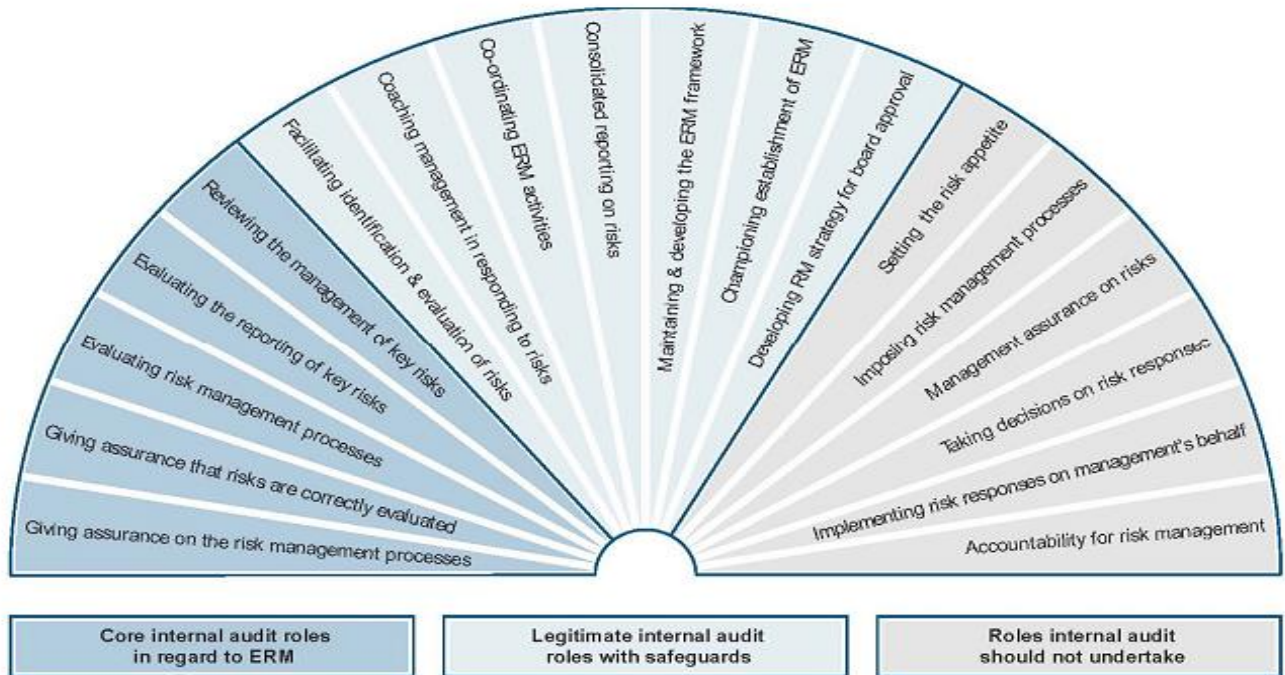 Giving assurance on the risk management processes
Giving assurance that risks are correctly evaluated
Evaluating risk management processes
Evaluating the reporting of key risks
Reviewing the management of key risks
Facilitating identification & evaluation of risks
Coaching management in responding to risks
Co-ordinating ERM activities
Consolidated reporting on risks
Maintaining & developing the ERM framework
Championing establishment of ERM
Developing RM strategy for board approval
Setting the risk appetite
Imposing risk management processes
Management assurance on risks
Taking decisions on risk responses
Implementing risk responses on management's behalf
Accountability for risk management
Core internal audit roles
in regard to ERM
Legitimate internal audit
roles with safeguards
Roles internal audit
should not undertake